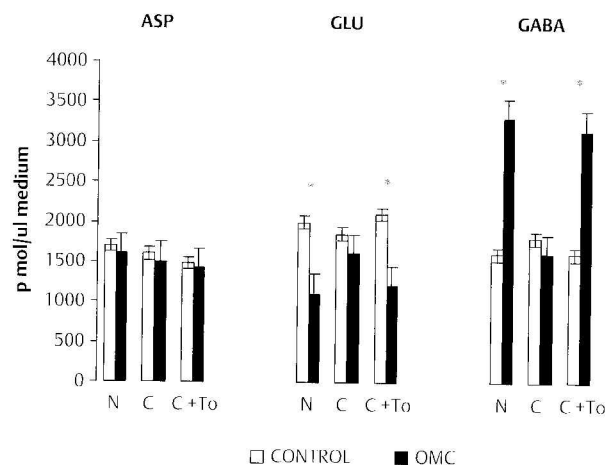 ASP GLU GABA
4000
3500
3000
2500
2000
1500
1000
500
0
p mol/ul medium
* * * *
N C C +To N C C +To N C C +To
CONTROL OMC